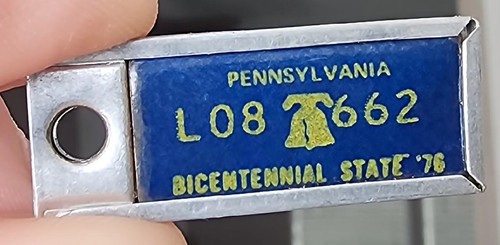 PENNSYLVANIA
L08 662
BICENTENNIAL STATE '76